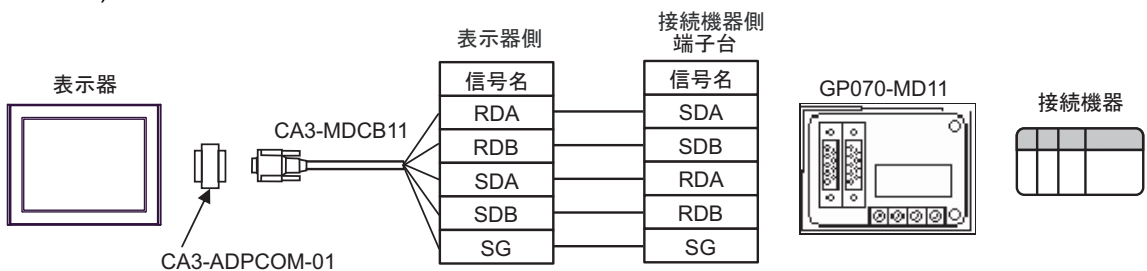 表示器
CA3-ADPCOM-01
CA3-MDCB11
表示器側
信号名
RDA
RDB
SDA
SDB
SG
接続機器側
端子台
信号名
SDA
SDB
RDA
RDB
SG
GP070-MD11
接続機器